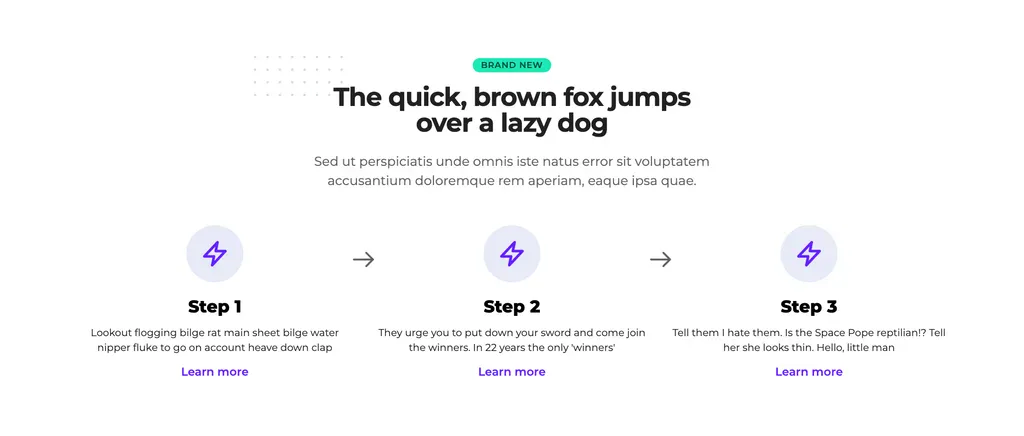 BRAND NEW
The quick, brown fox jumps
over a lazy dog
Sed ut perspiciatis unde omnis iste natus error sit voluptatem
accusantium doloremque rem aperiam, eaque ipsa quae.
Step 1
Lookout flogging bilge rat main sheet bilge water
nipper fluke to go on account heave down clap
Learn more
Step 2
They urge you to put down your sword and come join
the winners. In 22 years the only 'winners'
Learn more
Step 3
Tell them I hate them. Is the Space Pope reptilian!? Tell
her she looks thin. Hello, little man
Learn more